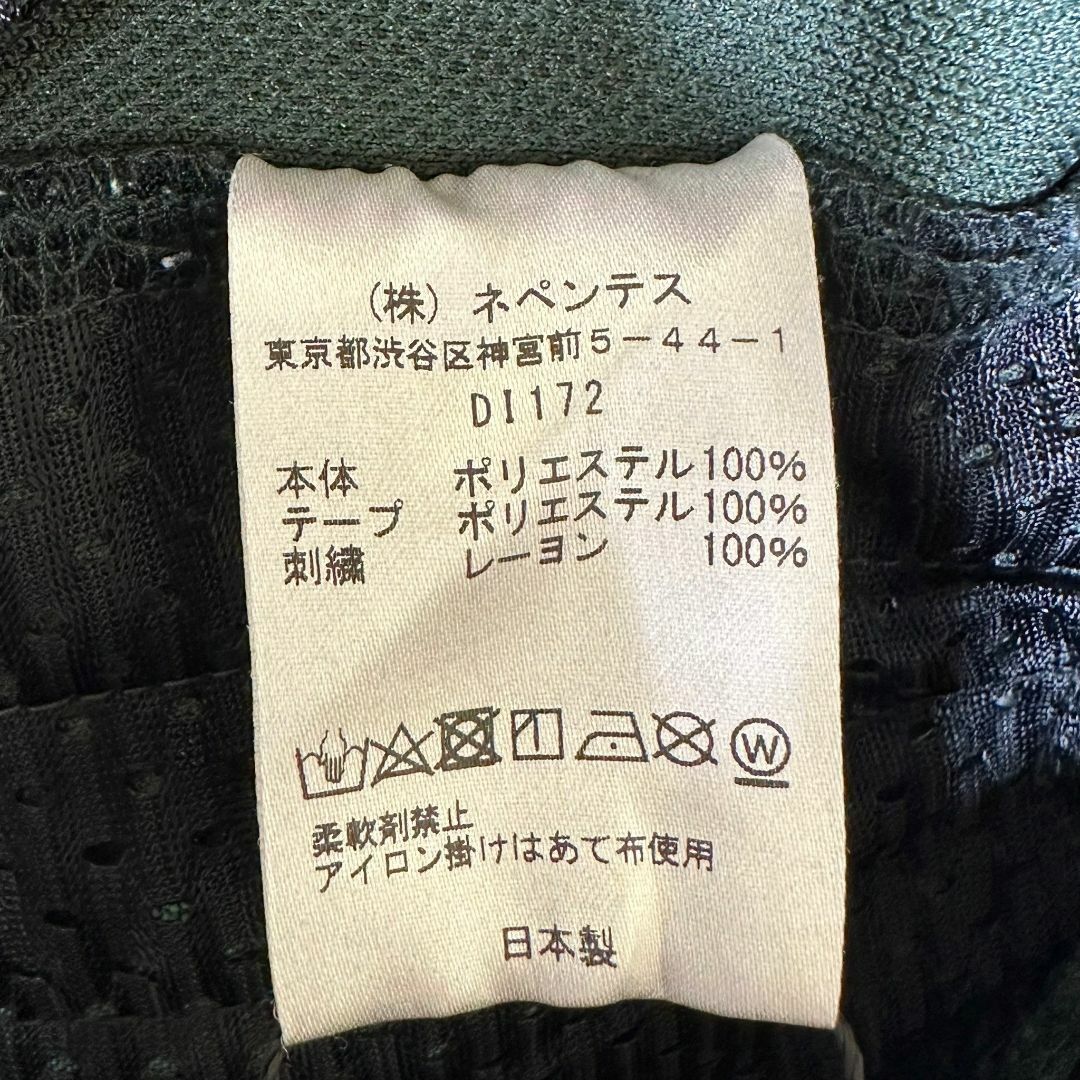 (株) ネペンテス
東京都渋谷区神宮前5-44-1
DI172
本体 ポリエステル100%
テープ ポリエステル100%
刺繍 レーヨン 100%
W
柔軟剤禁止
アイロン掛けはあて布使用
日本製